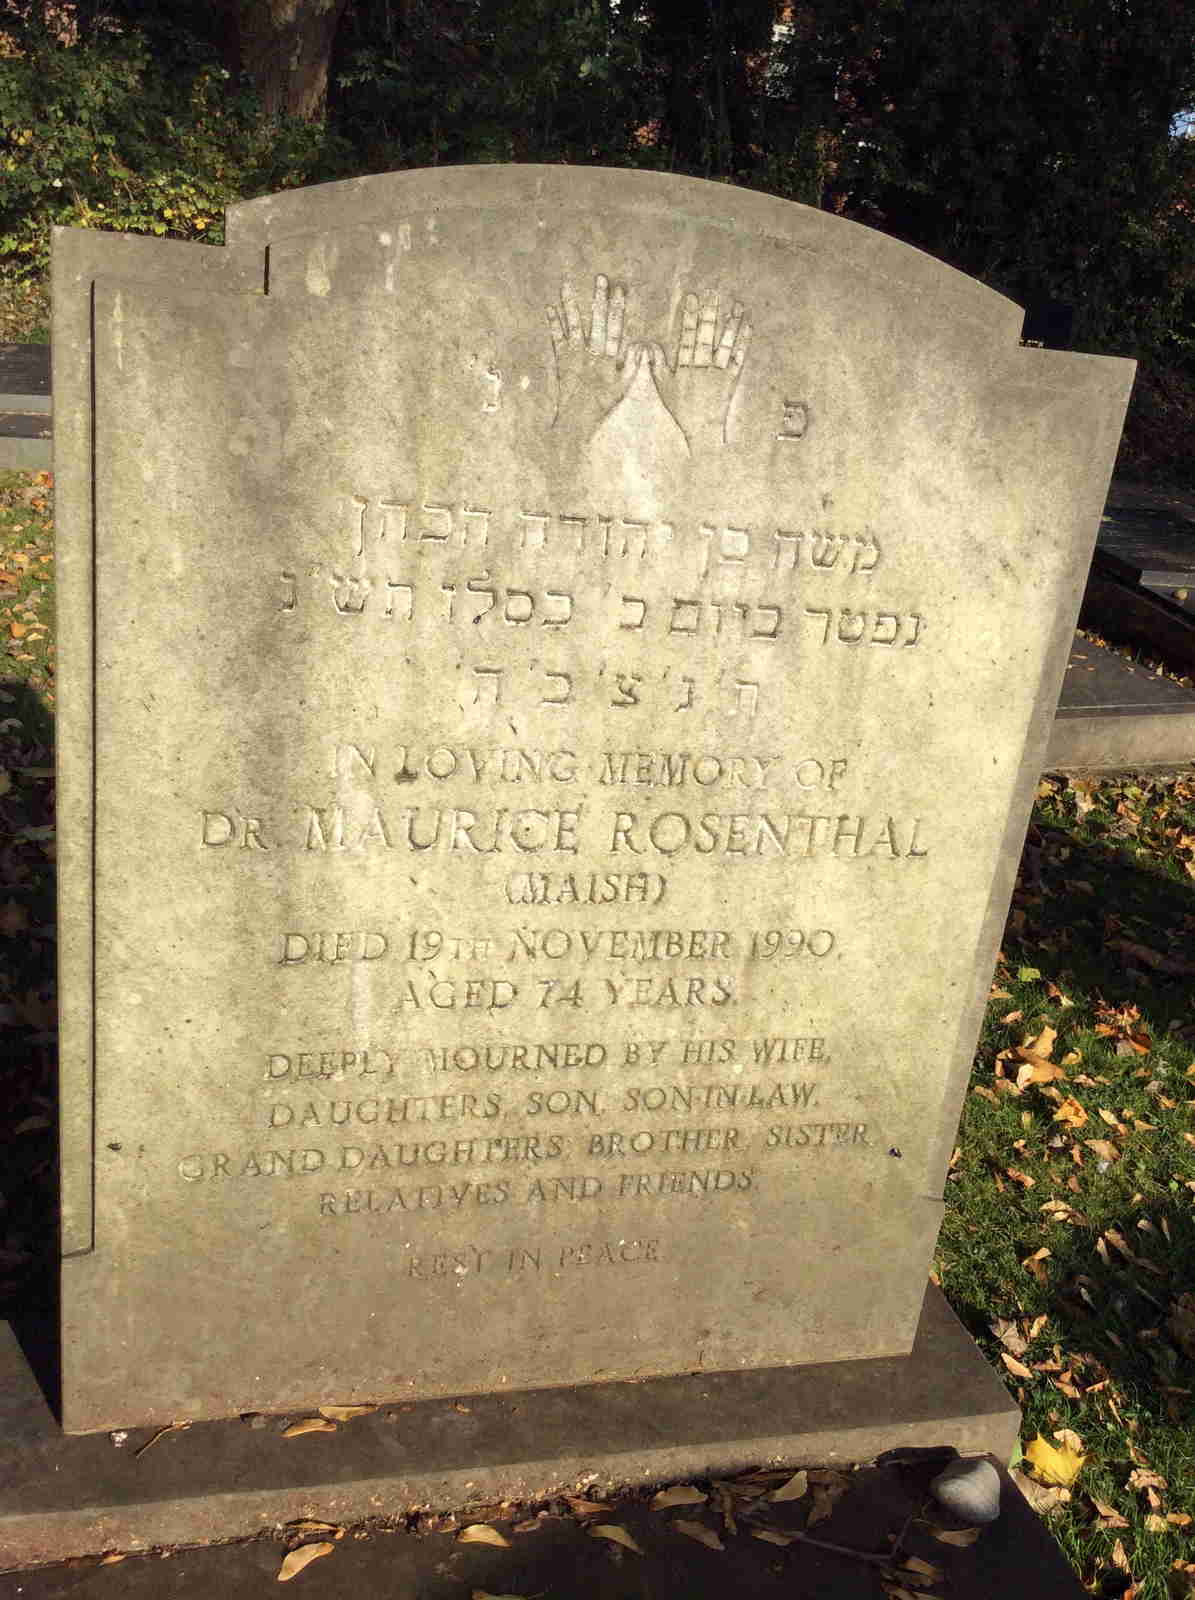 פ נ׳
משה בן יהודה הכהן
נפטר ביום ב׳ כסלו תש״נ
ת׳ נ׳ צ׳ ב׳ ה׳
IN LOVING MEMORY OF
DR. MAURICE ROSENTHAL
(MAISH)
DIED 19TH NOVEMBER 1990.
AGED 74 YEARS.
DEEPLY MOURNED BY HIS WIFE,
DAUGHTERS, SON, SON-IN-LAW,
GRAND DAUGHTERS, BROTHER, SISTER,
RELATIVES AND FRIENDS.
REST IN PEACE